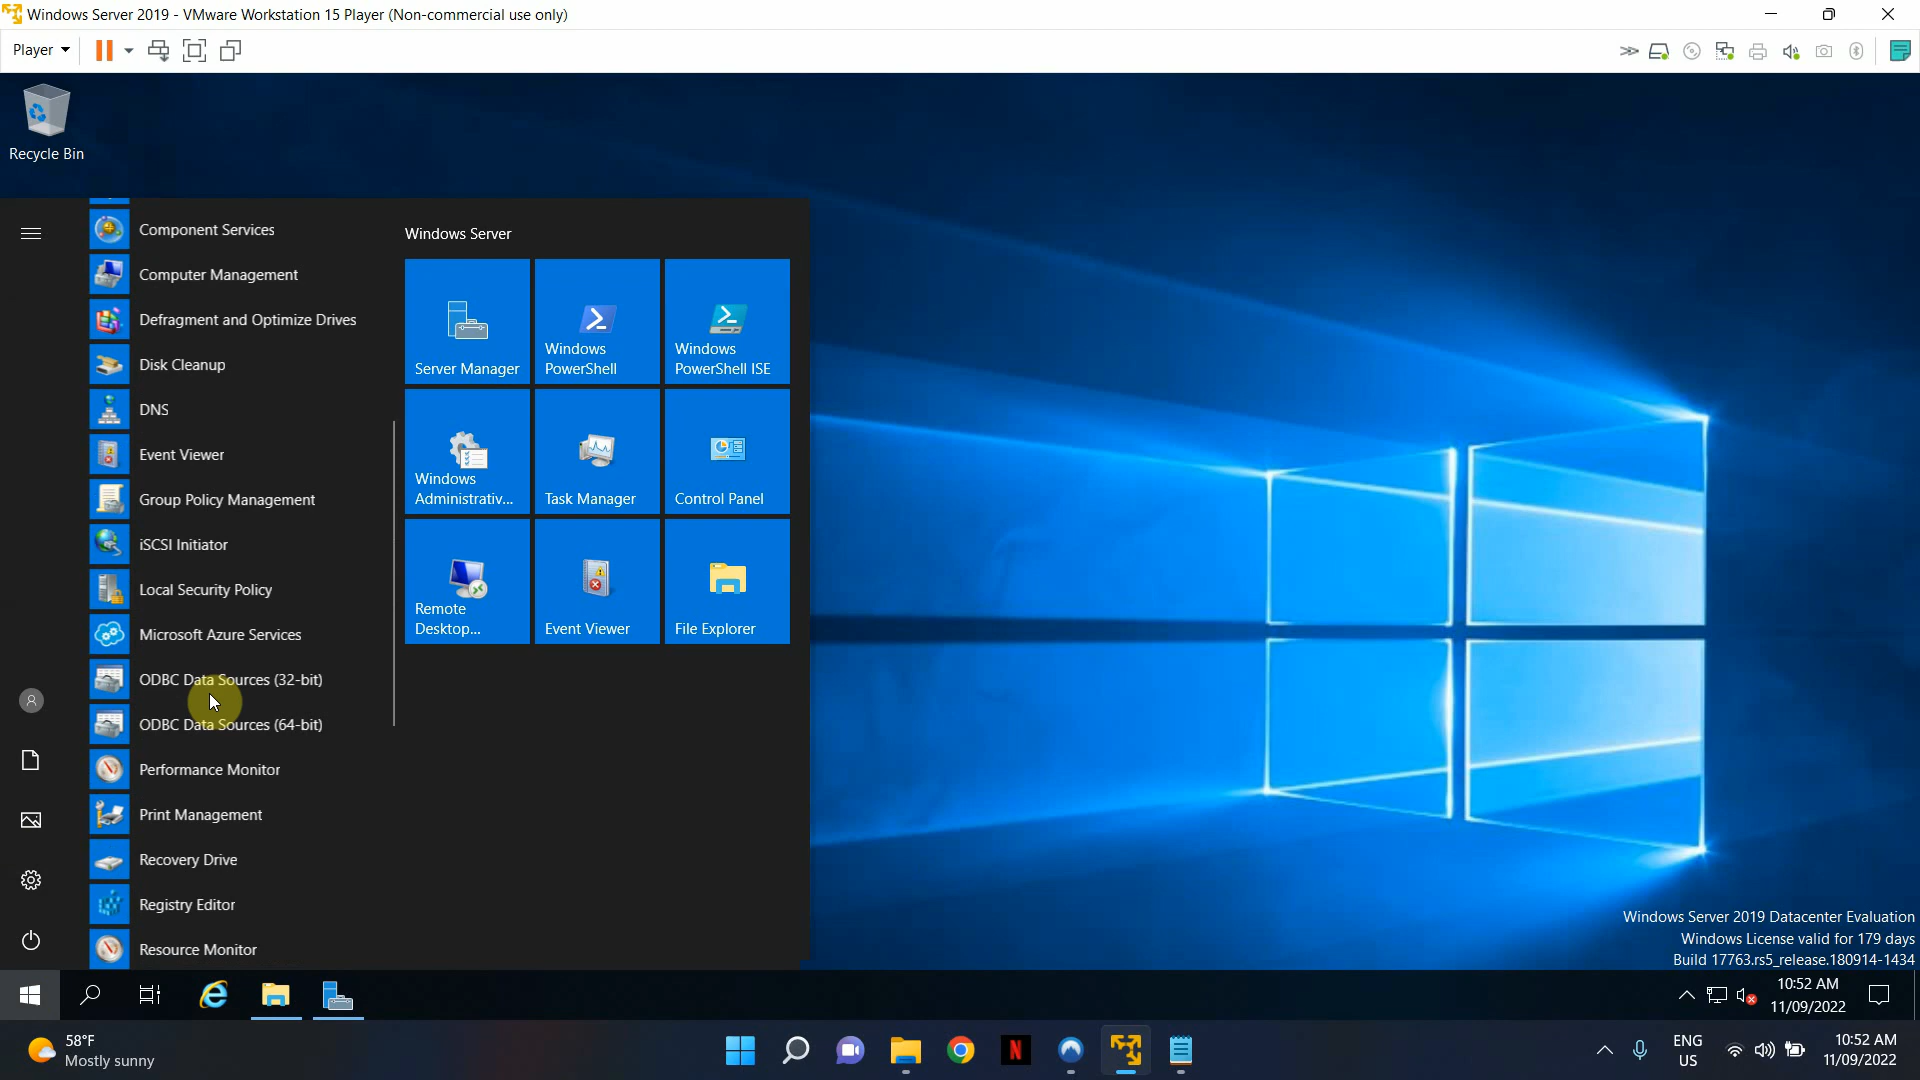 Windows Server 2019 - VMware Workstation 15 Player (Non-commercial use only)
Player
Recycle Bin
Component Services
Computer Management
Defragment and Optimize Drives
Disk Cleanup
DNS
Event Viewer
Group Policy Management
iSCSI Initiator
Local Security Policy
Microsoft Azure Services
ODBC Data Sources (32-bit)
ODBC Data Sources (64-bit)
Performance Monitor
Print Management
Recovery Drive
Registry Editor
Resource Monitor
Windows Server
Server Manager
Windows
PowerShell
Windows
PowerShell ISE
Windows
Administrativ...
Task Manager
Control Panel
Remote
Desktop...
Event Viewer
File Explorer
Windows Server 2019 Datacenter Evaluation
Windows License valid for 179 days
Build 17763.rs5_release.180914-1434
10:52 AM
11/09/2022
58°F
Mostly sunny
N
ENG
US
10:52 AM
11/09/2022